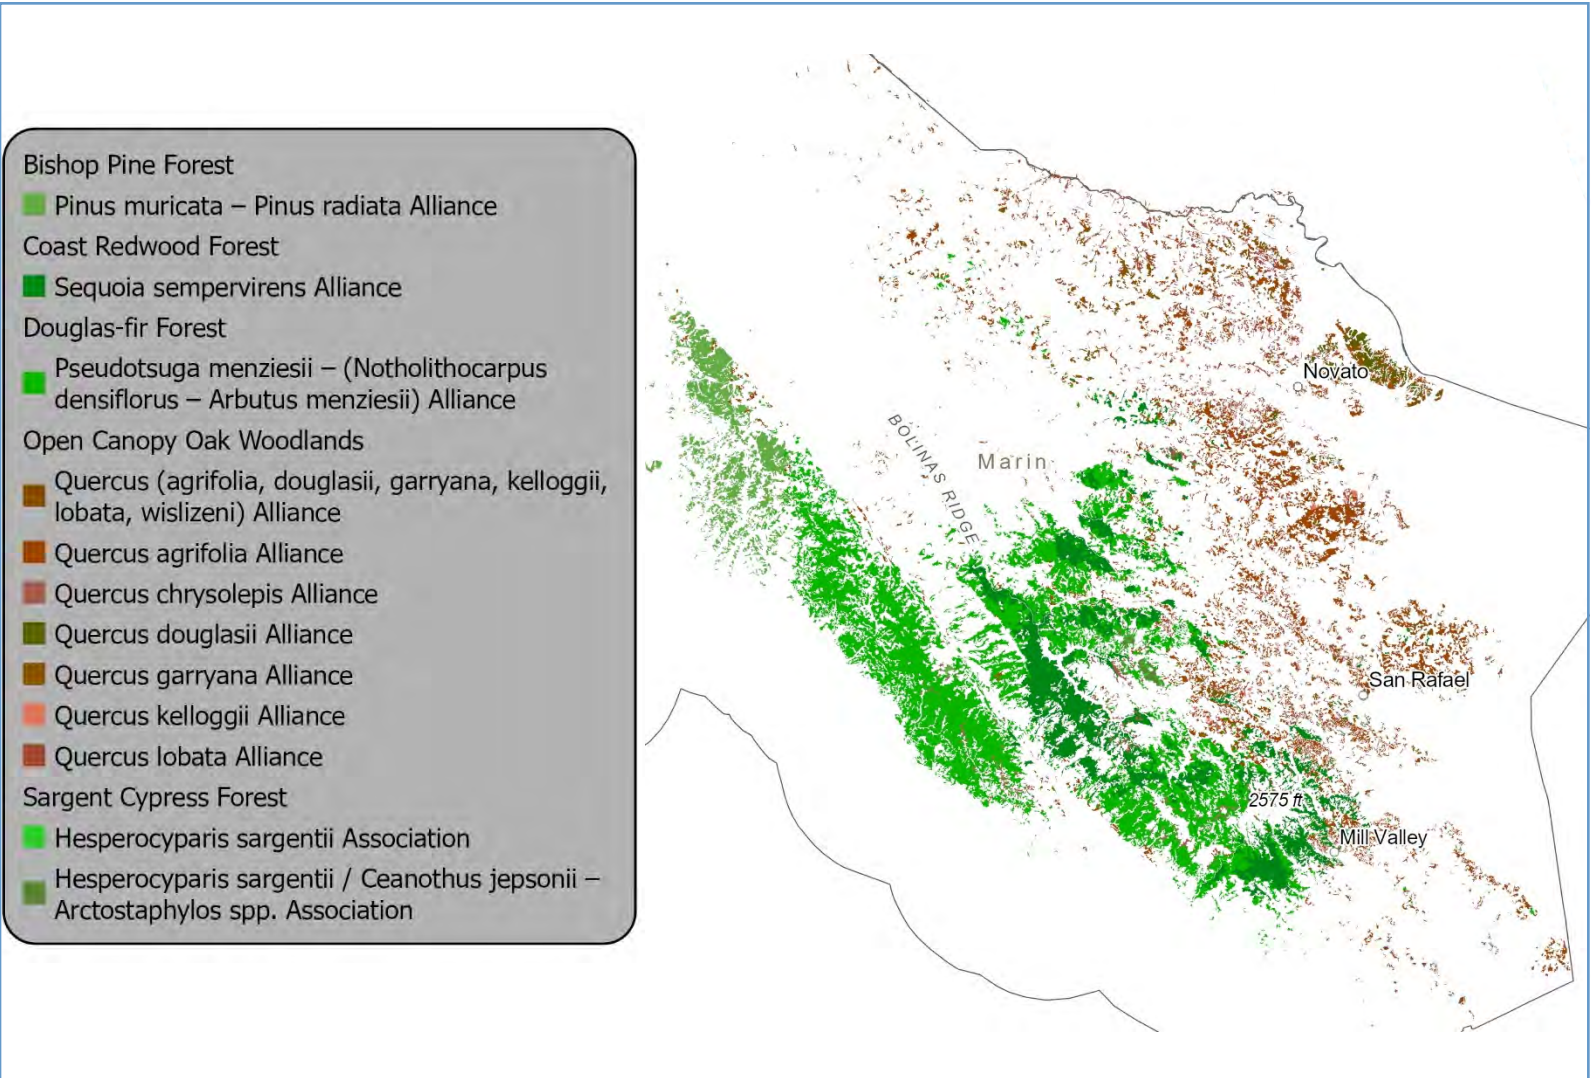 Bishop Pine Forest
Pinus muricata – Pinus radiata Alliance
Coast Redwood Forest
Sequoia sempervirens Alliance
Douglas-fir Forest
Pseudotsuga menziesii – (Notholithocarpus
densiflorus – Arbutus menziesii) Alliance
Open Canopy Oak Woodlands
Quercus (agrifolia, douglasii, garryana, kelloggii,
lobata, wislizeni) Alliance
Quercus agrifolia Alliance
Quercus chrysolepis Alliance
Quercus douglasii Alliance
Quercus garryana Alliance
Quercus kelloggii Alliance
Quercus lobata Alliance
Sargent Cypress Forest
Hesperocyparis sargentii Association
Hesperocyparis sargentii / Ceanothus jepsonii –
Arctostaphylos spp. Association
Novato
BOLINAS RIDGE
Marin
San Rafael
2575 ft
Mill Valley